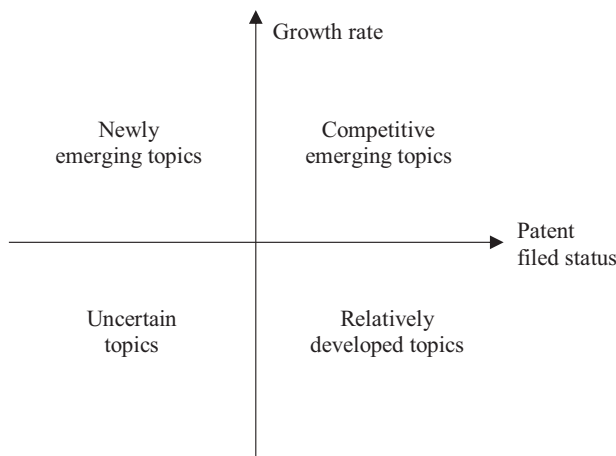 Growth rate
Newly
emerging topics
Competitive
emerging topics
Patent
filed status
Uncertain
topics
Relatively
developed topics